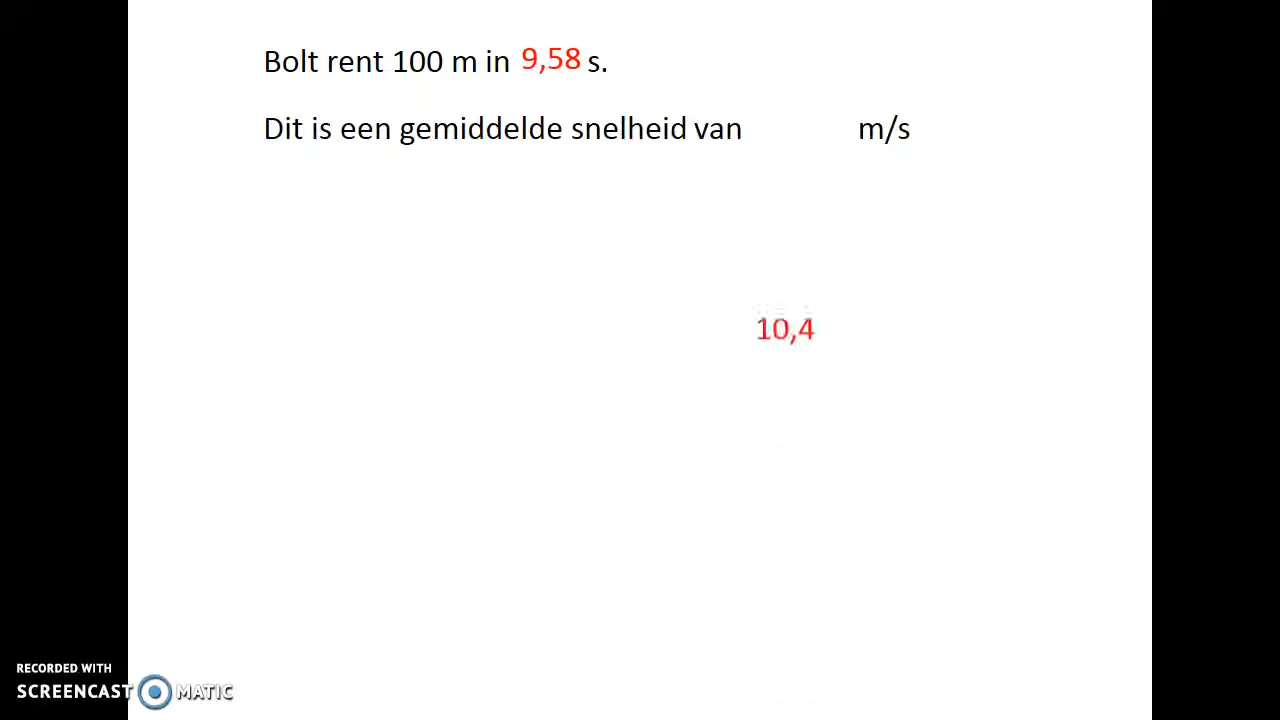 Bolt rent 100 m in 9,58 s.
Dit is een gemiddelde snelheid van m/s
10,4
RECORDED WITH
SCREENCAST MATIC